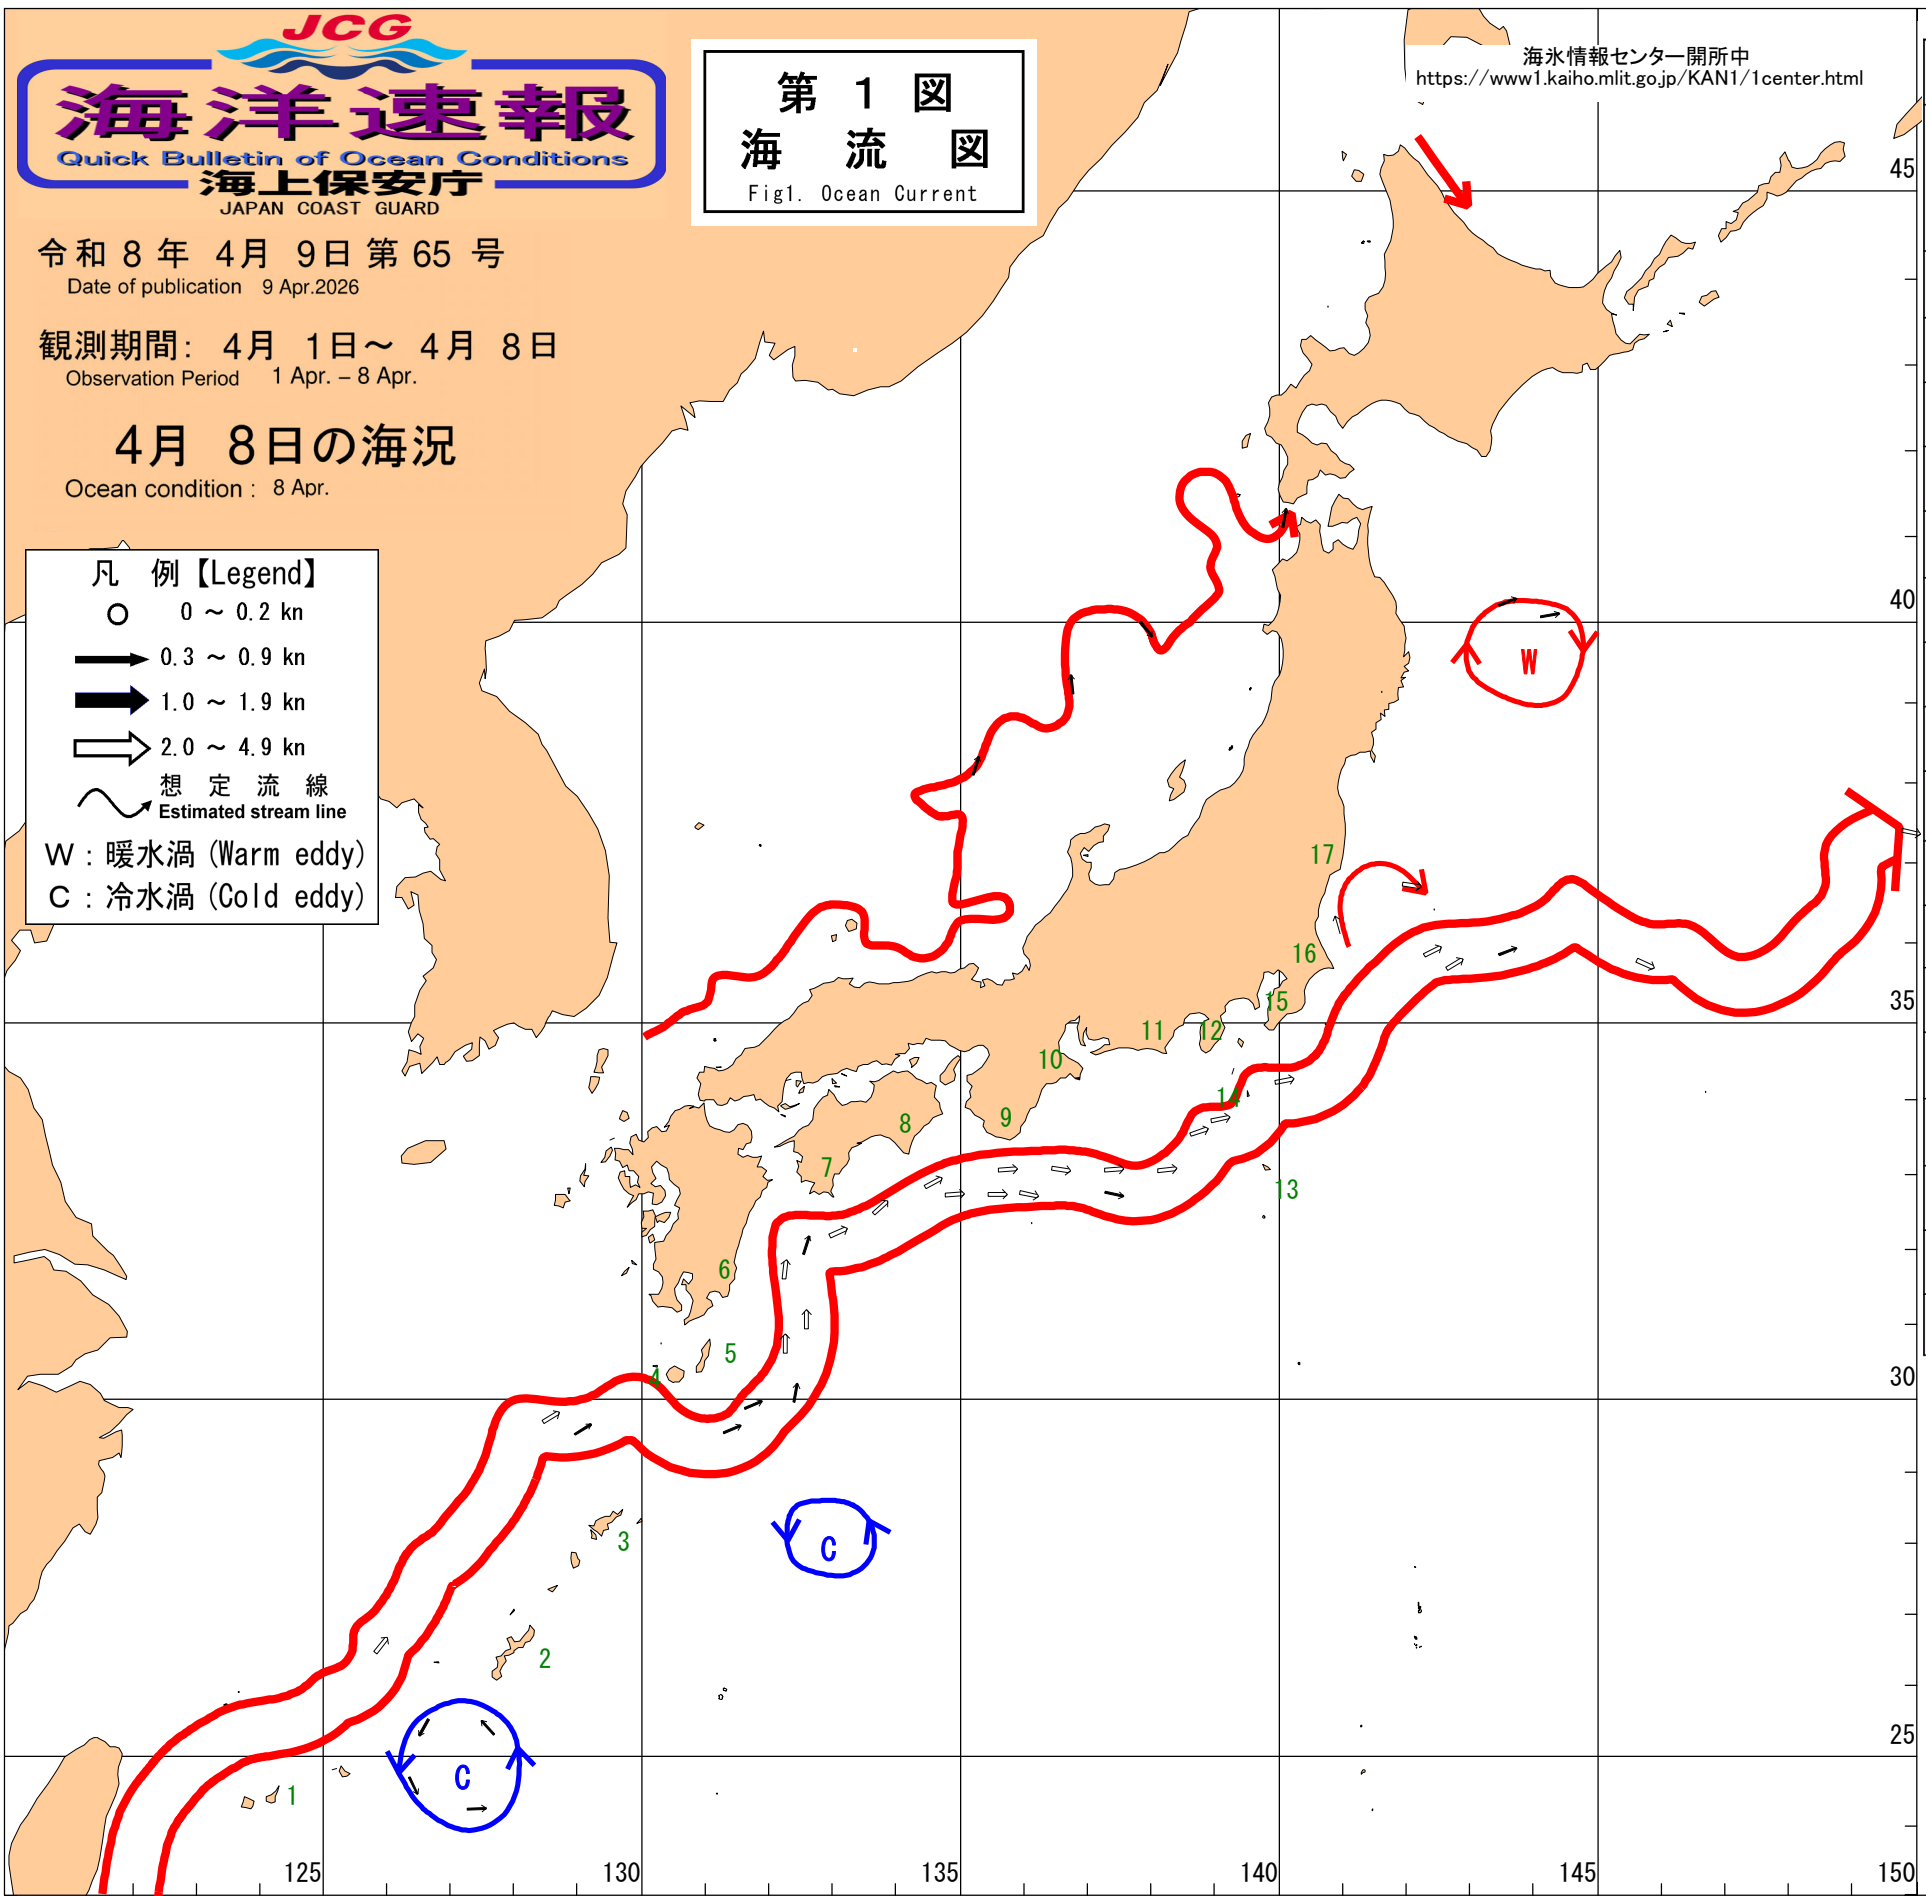 JCG
海洋速報
Quick Bulletin of Ocean Conditions
海上保安庁
JAPAN COAST GUARD
令和 8 年 4月 9日 第 65 号
Date of publication 9 Apr.2026
観測期間： 4月 1日～ 4月 8日
Observation Period 1 Apr. – 8 Apr.
4月 8日の海況
Ocean condition : 8 Apr.
第 1 図
海 流 図
Fig1. Ocean Current
海氷情報センター開所中
https://www1.kaiho.mlit.go.jp/KAN1/1center.html
凡 例【Legend】
0 ～ 0.2 kn
0.3 ～ 0.9 kn
1.0 ～ 1.9 kn
2.0 ～ 4.9 kn
想 定 流 線
Estimated stream line
W : 暖水渦 (Warm eddy)
C : 冷水渦 (Cold eddy)
45
40
W
17
16
15
35
12
11
10
14
9
8
7
13
6
5
4
30
3
C
2
25
C
1
125
130
135
140
145
150